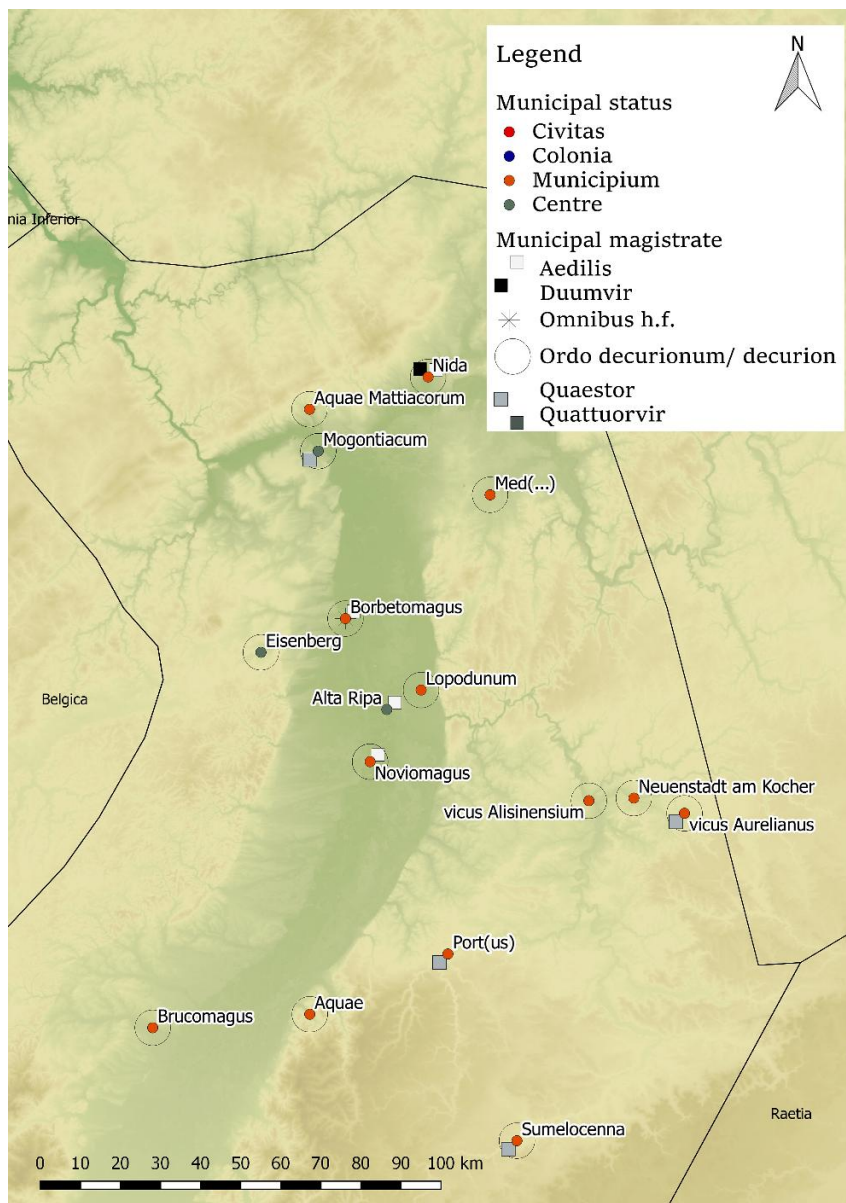 Legend
N
Municipal status
Civitas
Colonia
Municipium
Centre
Municipal magistrate
Aedilis
Duumvir
Omnibus h.f.
Ordo decurionum/ decurion
Quaestor
Quattuorvir
nia Inferior
Nida
Aquae Mattiacorum
Mogontiacum
Med(...)
Borbetomagus
Eisenberg
Lopodunum
Alta Ripa
Belgica
Noviomagus
Neuenstadt am Kocher
vicus Alisinensium
vicus Aurelianus
Port(us)
Aquae
Brucomagus
Raetia
Sumelocenna
0 10 20 30 40 50 60 70 80 90 100 km